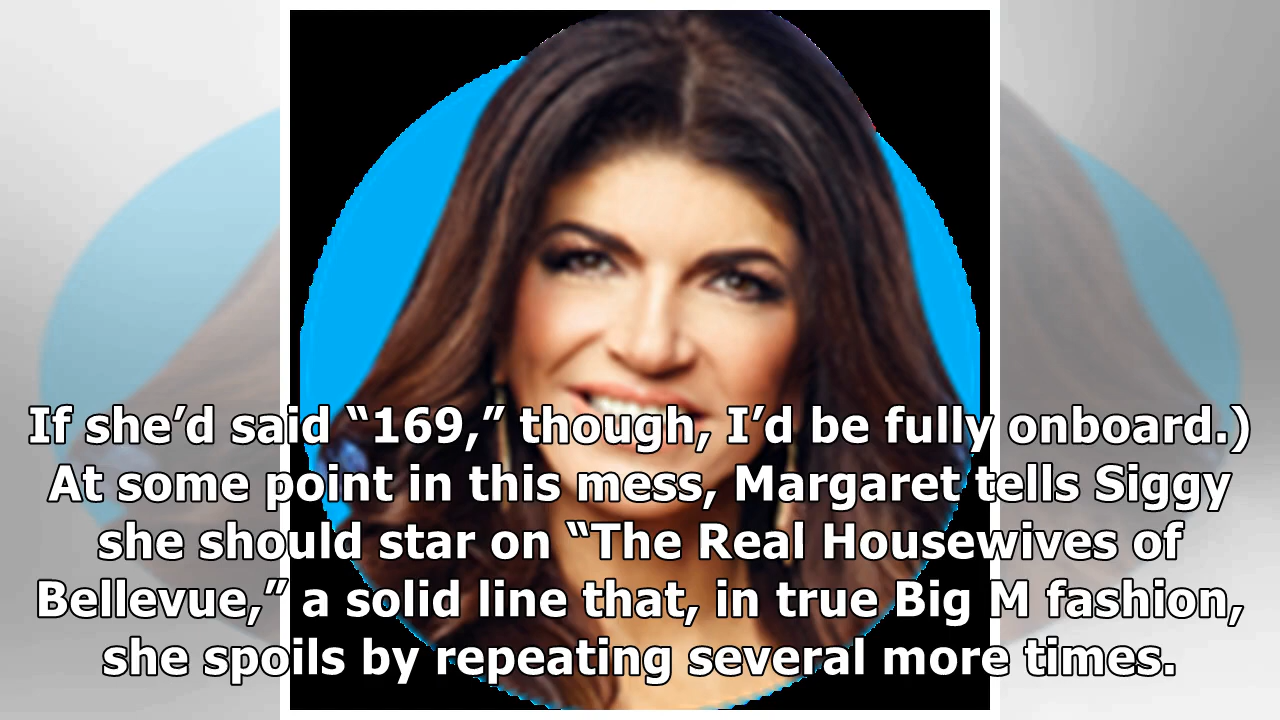 If she’d said “169,” though, I’d be fully onboard.)
At some point in this mess, Margaret tells Siggy
she should star on “The Real Housewives of
Bellevue,” a solid line that, in true Big M fashion,
she spoils by repeating several more times.